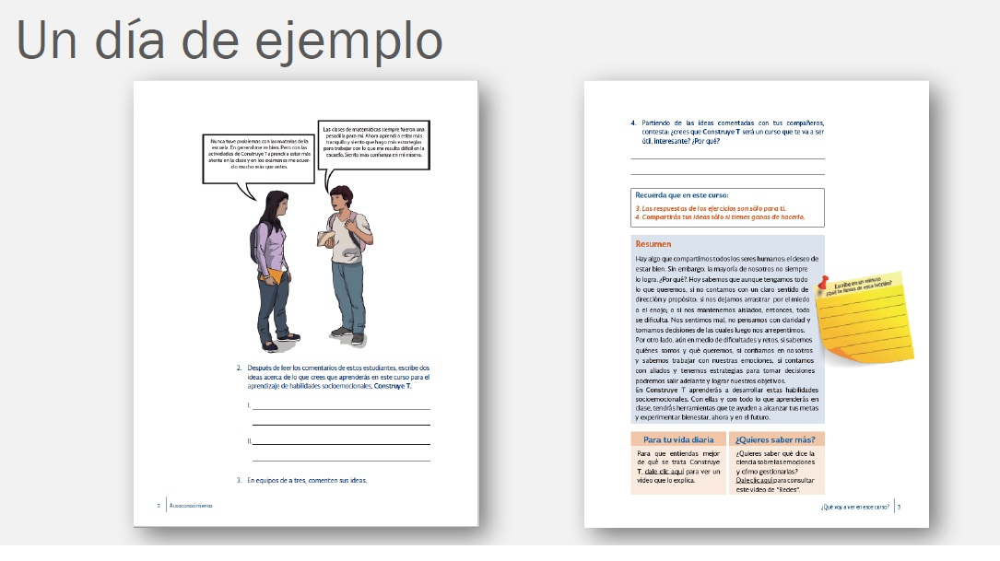 Un día de ejemplo
Nunca tuve problemas con las materias de la
escuela. En general me va bien. Pero con las
actividades de Construye T aprendí a estar más
atenta en la clase y en los exámenes me acuer-
do mucho más que antes.
Las clases de matemáticas siempre fueron una
pesadilla para mí. Ahora aprendí a estar más
tranquilo y siento que hago más estrategias
para trabajar con lo que me resulta difícil en la
escuela. Siento más confianza en mí mismo.
2. Después de leer los comentarios de estos estudiantes, escribe dos
ideas acerca de lo que crees que aprenderás en este curso para el
aprendizaje de habilidades socioemocionales, Construye T.
I.
II.
3. En equipos de a tres, comenten sus ideas.
2 Autoconocimiento
4. Partiendo de las ideas comentadas con tus compañeros,
contesta: ¿crees que Construye T será un curso que te va a ser
útil, interesante? ¿Por qué?
Recuerda que en este curso:
3. Las respuestas de los ejercicios son sólo para ti.
4. Compartirás tus ideas sólo si tienes ganas de hacerlo.
Resumen
Hay algo que compartimos todos los seres humanos: el deseo de
estar bien. Sin embargo, la mayoría de nosotros no siempre
lo logra. ¿Por qué?. Hoy sabemos que aunque tengamos todo
lo que queremos, si no contamos con un claro sentido de
dirección y propósito; si nos dejamos arrastrar por el miedo
o el enojo; o si nos mantenemos aislados, entonces, todo
se dificulta. Nos sentimos mal, no pensamos con claridad y
tomamos decisiones de las cuales luego nos arrepentimos.
Por otro lado, aún en medio de dificultades y retos, si sabemos
quiénes somos y qué queremos, si confiamos en nosotros
y sabemos trabajar con nuestras emociones, si contamos
con aliados y tenemos estrategias para tomar decisiones
podremos salir adelante y lograr nuestros objetivos.
En Construye T aprenderás a desarrollar estas habilidades
socioemocionales. Con ellas y con todo lo que aprenderás en
clase, tendrás herramientas que te ayuden a alcanzar tus metas
y experimentar bienestar, ahora y en el futuro.
Escribe en un minuto
¿Qué te llevas de esta lección?
Para tu vida diaria
Para que entiendas mejor
de qué se trata Construye
T, dale clic aquí para ver un
video que lo explica.
¿Quieres saber más?
¿Quieres saber qué dice la
ciencia sobre las emociones
y cómo gestionarlas?
Dale clic aquí para consultar
este video de "Redes".
¿Qué voy a ver en este curso? 3